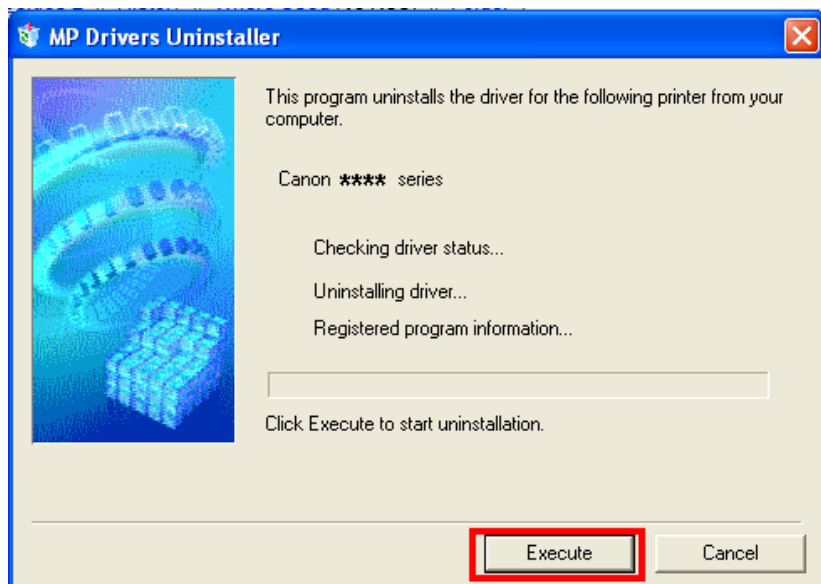 MP Drivers Uninstaller
This program uninstalls the driver for the following printer from your
computer.
Canon **** series
Checking driver status...
Uninstalling driver...
Registered program information...
Click Execute to start uninstallation.
Execute
Cancel